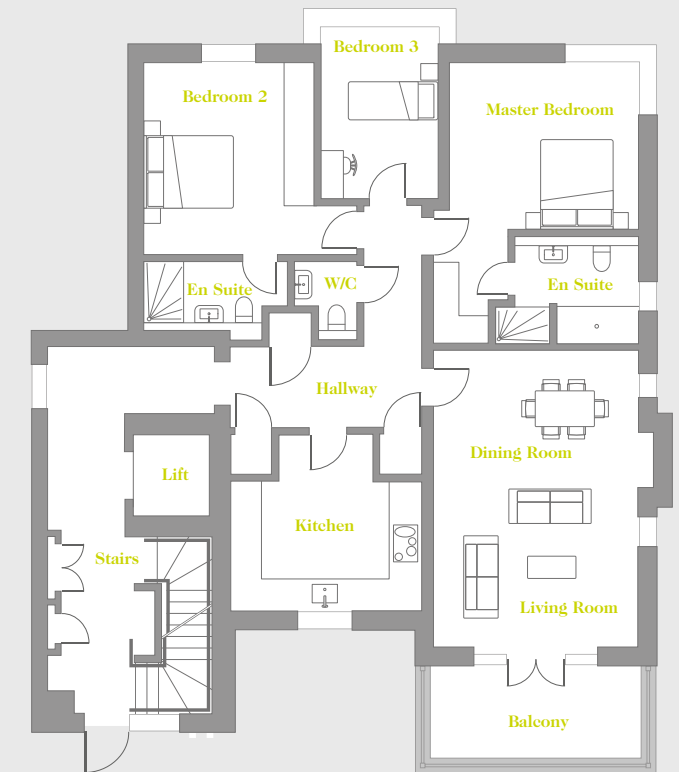 Bedroom 3
Bedroom 2
Master Bedroom
En Suite
W/C
En Suite
Hallway
Dining Room
Lift
Kitchen
Stairs
Living Room
Balcony